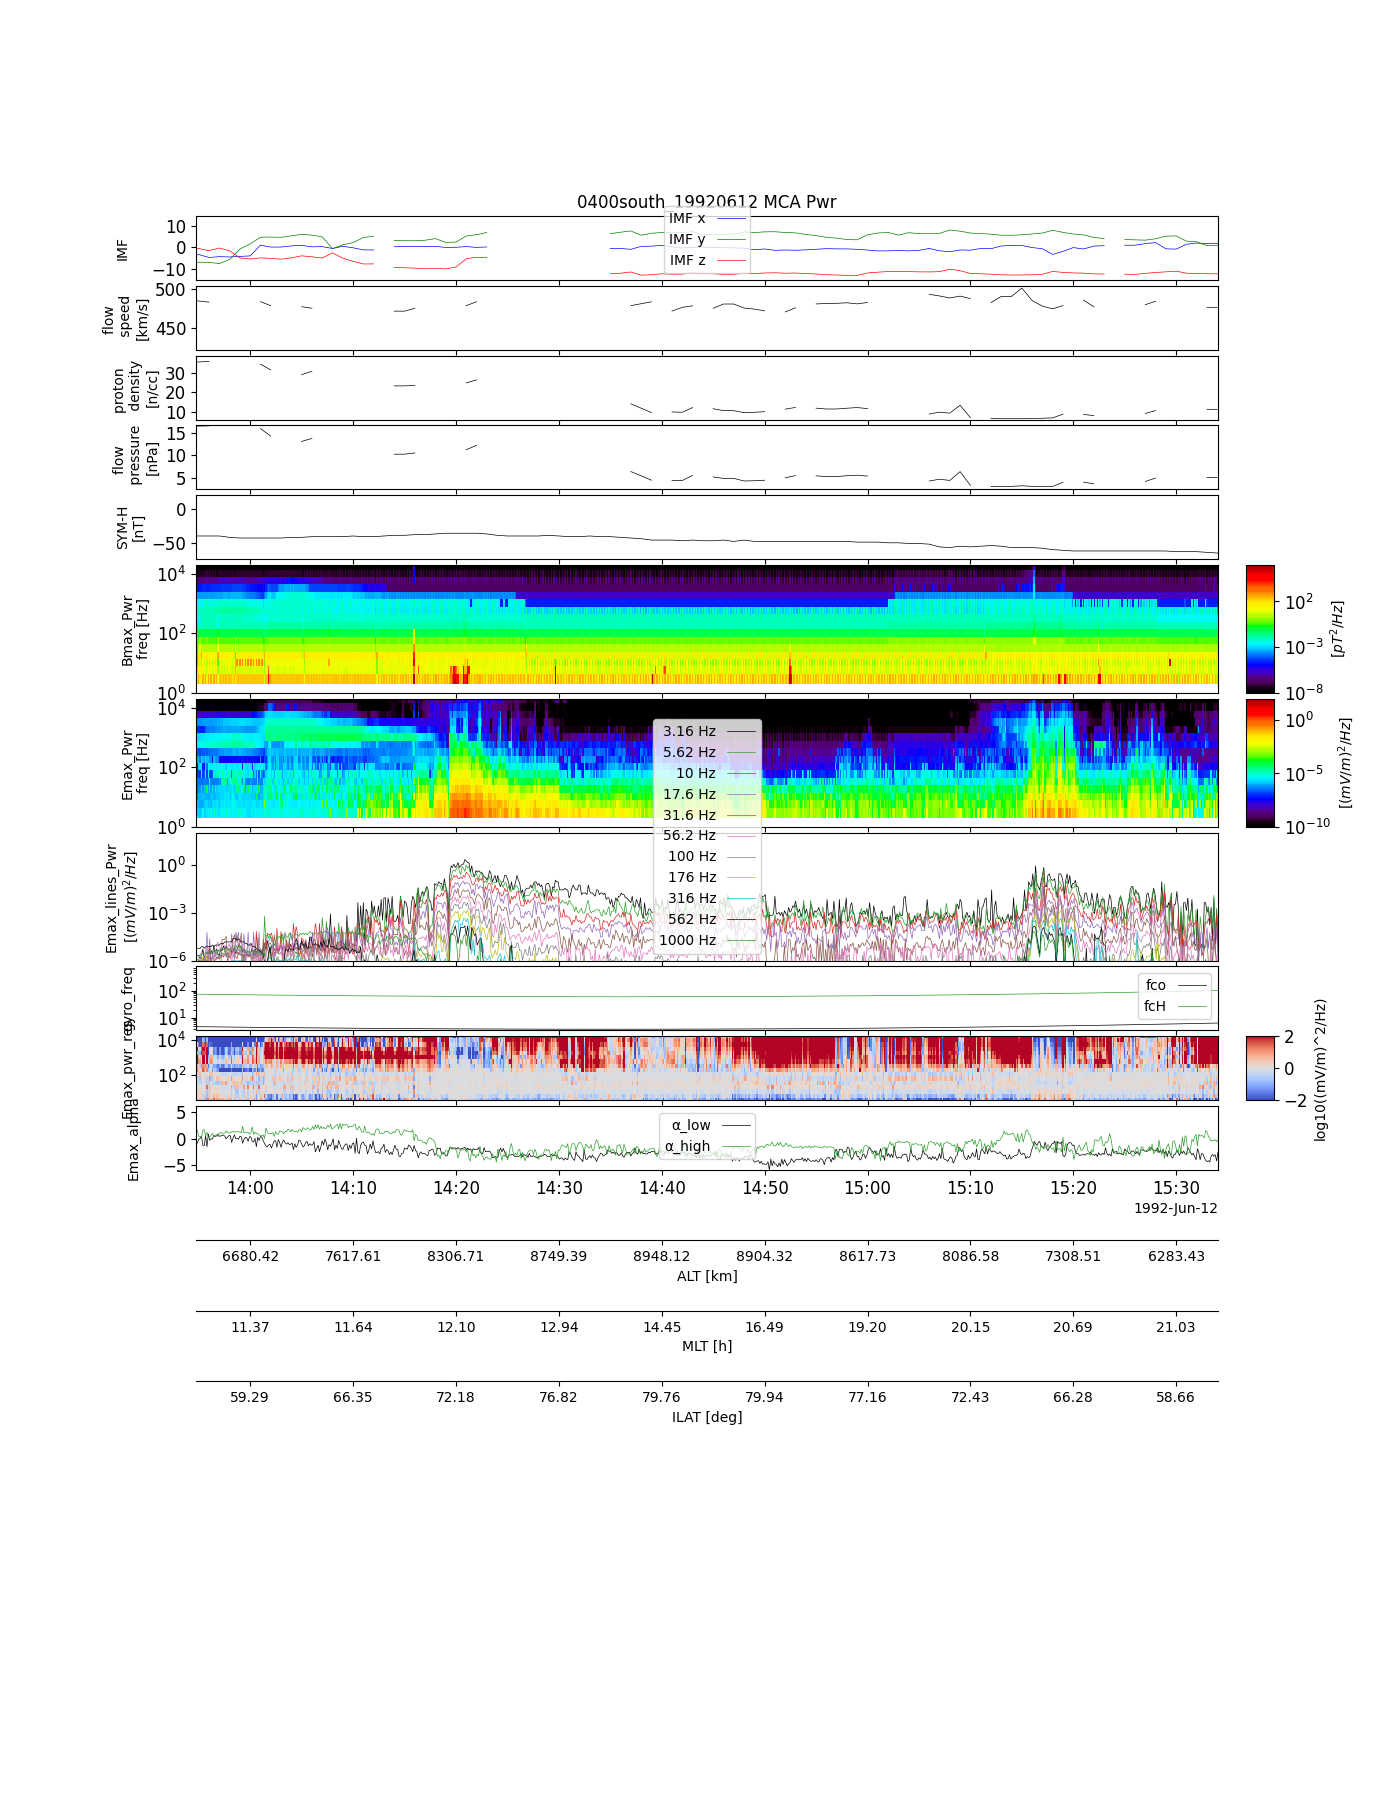 0400south_19920612 MCA Pwr
IMF
10
0
−10
IMF x
IMF y
IMF z
flow
speed
[km/s]
500
450
proton
density
[n/cc]
30
20
10
flow
pressure
[nPa]
15
10
5
SYM-H
[nT]
0
−50
Bmax_Pwr
freq [Hz]
10^4
10^2
10^0
10^2
10^−3
10^−8
[pT^2/Hz]
Emax_Pwr
freq [Hz]
10^4
10^2
10^0
10^0
10^−5
10^−10
[(mV/m)^2/Hz]
3.16 Hz
5.62 Hz
10 Hz
17.6 Hz
31.6 Hz
56.2 Hz
100 Hz
176 Hz
316 Hz
562 Hz
1000 Hz
Emax_lines_Pwr
[(mV/m)^2/Hz]
10^0
10^−3
10^−6
gyro_freq
10^2
10^1
fco
fcH
Emax_pwr_reg
10^4
10^2
2
0
−2
log10((mV/m)^2/Hz)
Emax_alpha
5
0
−5
α_low
α_high
14:00 14:10 14:20 14:30 14:40 14:50 15:00 15:10 15:20 15:30
1992-Jun-12
6680.42 7617.61 8306.71 8749.39 8948.12 8904.32 8617.73 8086.58 7308.51 6283.43
ALT [km]
11.37 11.64 12.10 12.94 14.45 16.49 19.20 20.15 20.69 21.03
MLT [h]
59.29 66.35 72.18 76.82 79.76 79.94 77.16 72.43 66.28 58.66
ILAT [deg]